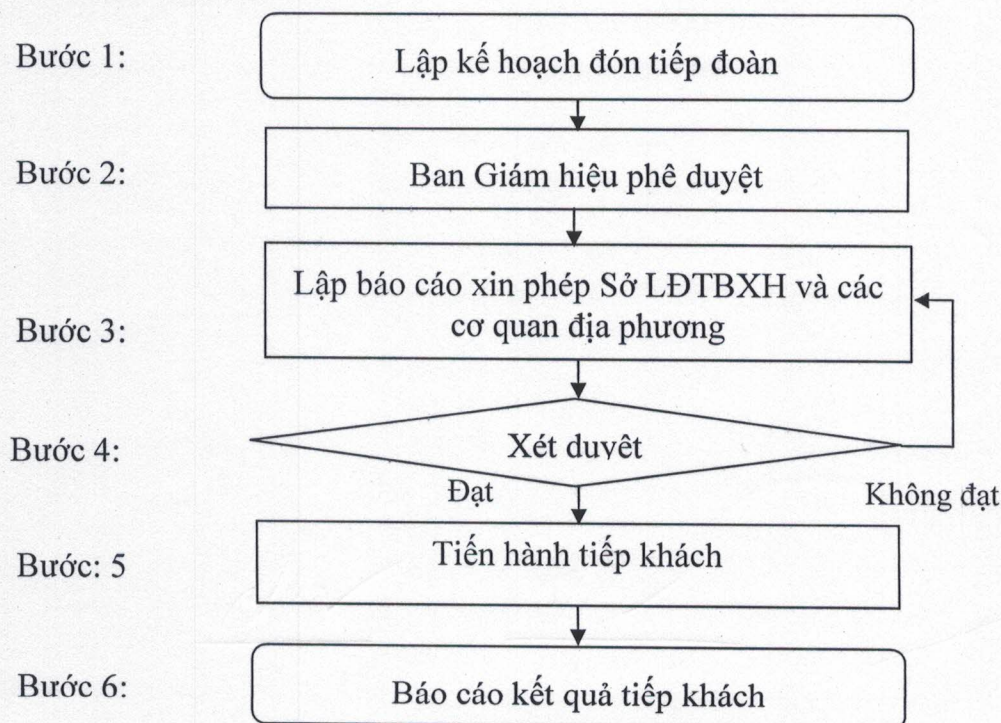 Bước 1:
Lập kế hoạch đón tiếp đoàn
Bước 2:
Ban Giám hiệu phê duyệt
Lập báo cáo xin phép Sở LĐTBXH và các
cơ quan địa phương
Bước 3:
Bước 4:
Xét duyêt
Đạt
Không đạt
Bước: 5
Tiến hành tiếp khách
Bước 6:
Báo cáo kết quả tiếp khách